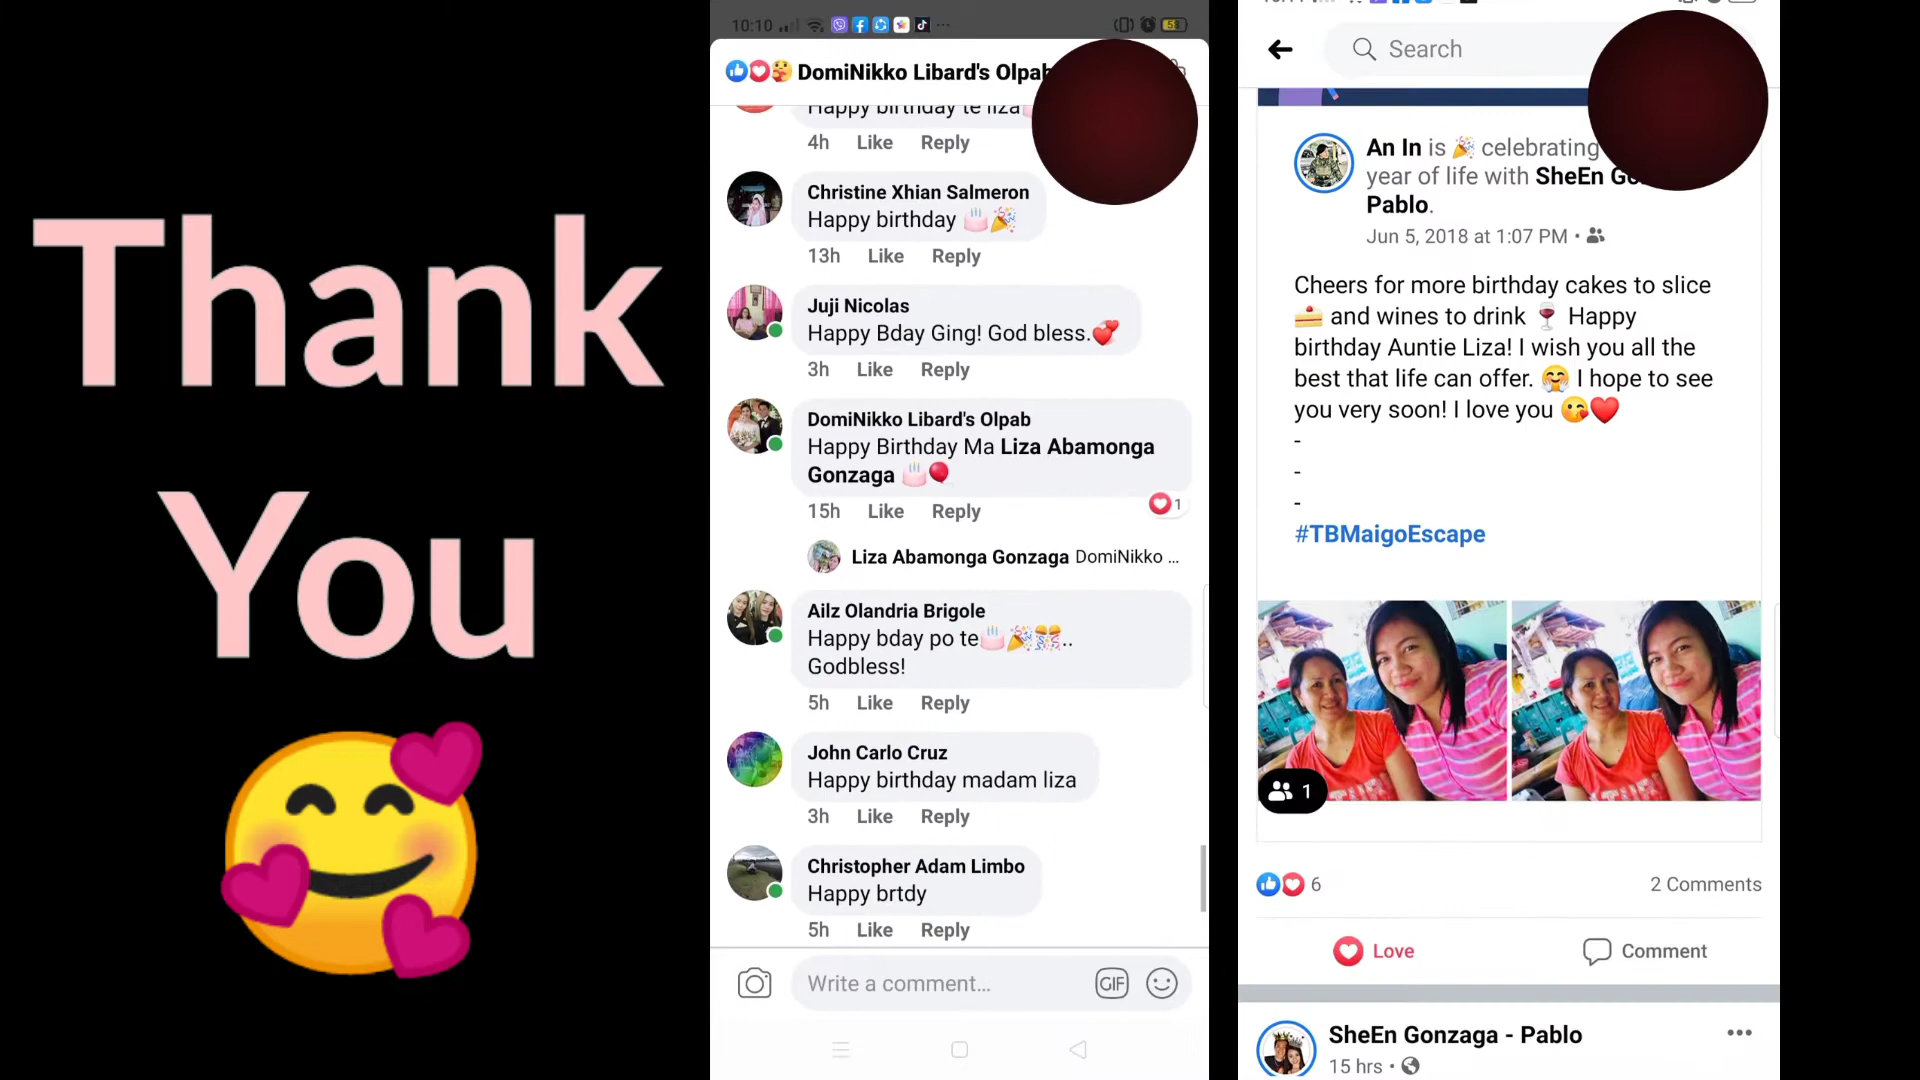 Thank
You
10:10
58
DomiNikko Libard's Olpab
Happy birthday te liza
4h Like Reply
Christine Xhian Salmeron
Happy birthday 🎂🎉
13h Like Reply
Juji Nicolas
Happy Bday Ging! God bless.💞
3h Like Reply
DomiNikko Libard's Olpab
Happy Birthday Ma Liza Abamonga
Gonzaga 🎂🎈
15h Like Reply
1
Liza Abamonga Gonzaga DomiNikko ...
Ailz Olandria Brigole
Happy bday po te🎂🎉🎊..
Godbless!
5h Like Reply
John Carlo Cruz
Happy birthday madam liza
3h Like Reply
Christopher Adam Limbo
Happy brtdy
5h Like Reply
Write a comment...
GIF
Search
An In is 🎉 celebrating
year of life with SheEn
Pablo.
Jun 5, 2018 at 1:07 PM •
Cheers for more birthday cakes to slice
🍰 and wines to drink 🍷 Happy
birthday Auntie Liza! I wish you all the
best that life can offer. 🤗 I hope to see
you very soon! I love you 😘❤️
-
-
-
#TBMaigoEscape
1
6
2 Comments
Love
Comment
SheEn Gonzaga - Pablo
15 hrs •